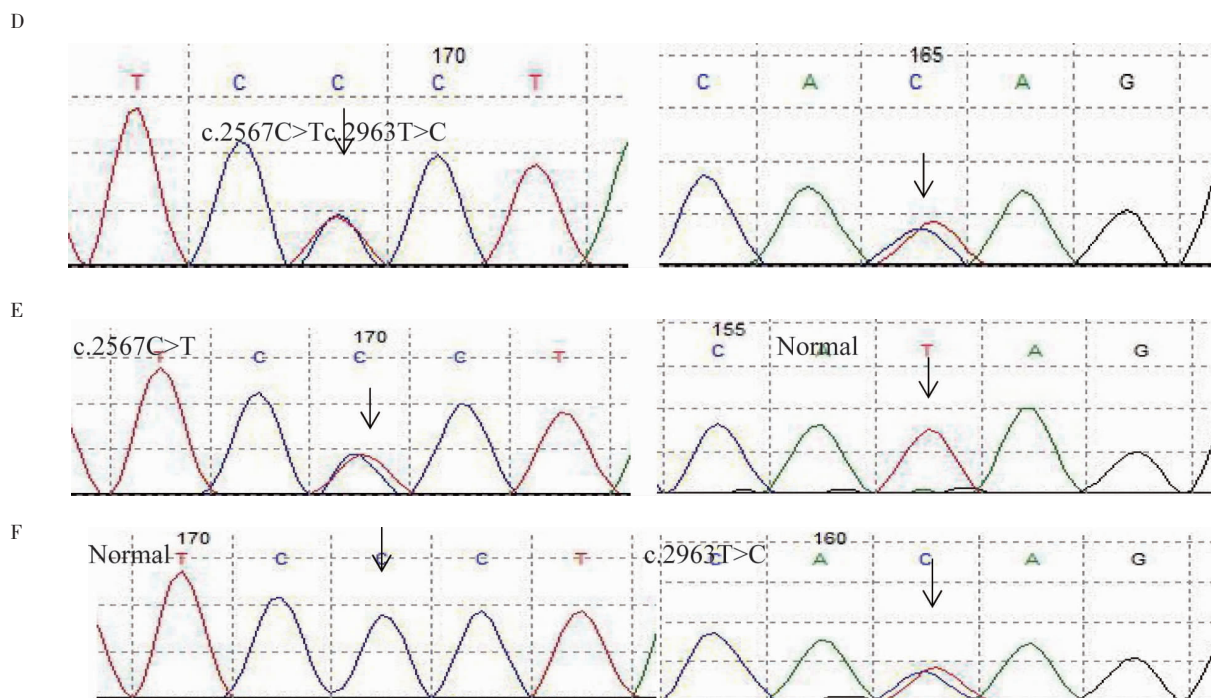 D
170 165
T C C C T C A C A G
c.2567C>Tc.2963T>C
E
170 155
c.2567C>T Normal
T C C C T C A T A G
F
170 160
Normal c.2963T>C
T C C C T C A C A G